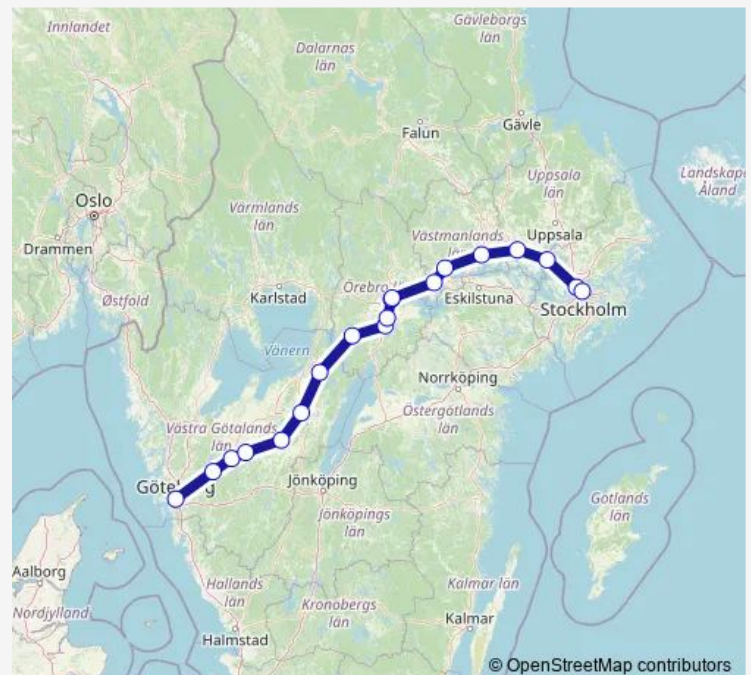 Innlandet
Gävleborgs
län
Dalarnas
län
Falun
Gävle
Landskap
Åland
Oslo
Uppsala
län
Värmlands
län
Drammen
Västmanlands
Uppsala
Østfold
Karlstad
Örebro
Eskilstuna
Stockholm
Vänern
Norrköping
Östergötlands
län
Västra Götalands
län
Göte
g
Jönköping
Gotlands
län
Jönköpings
län
Aalborg
Hallands
län
Kalmar län
Nordjylland
Kronobergs
län
Kalmar
Halmstad
© OpenStreetMap contributors